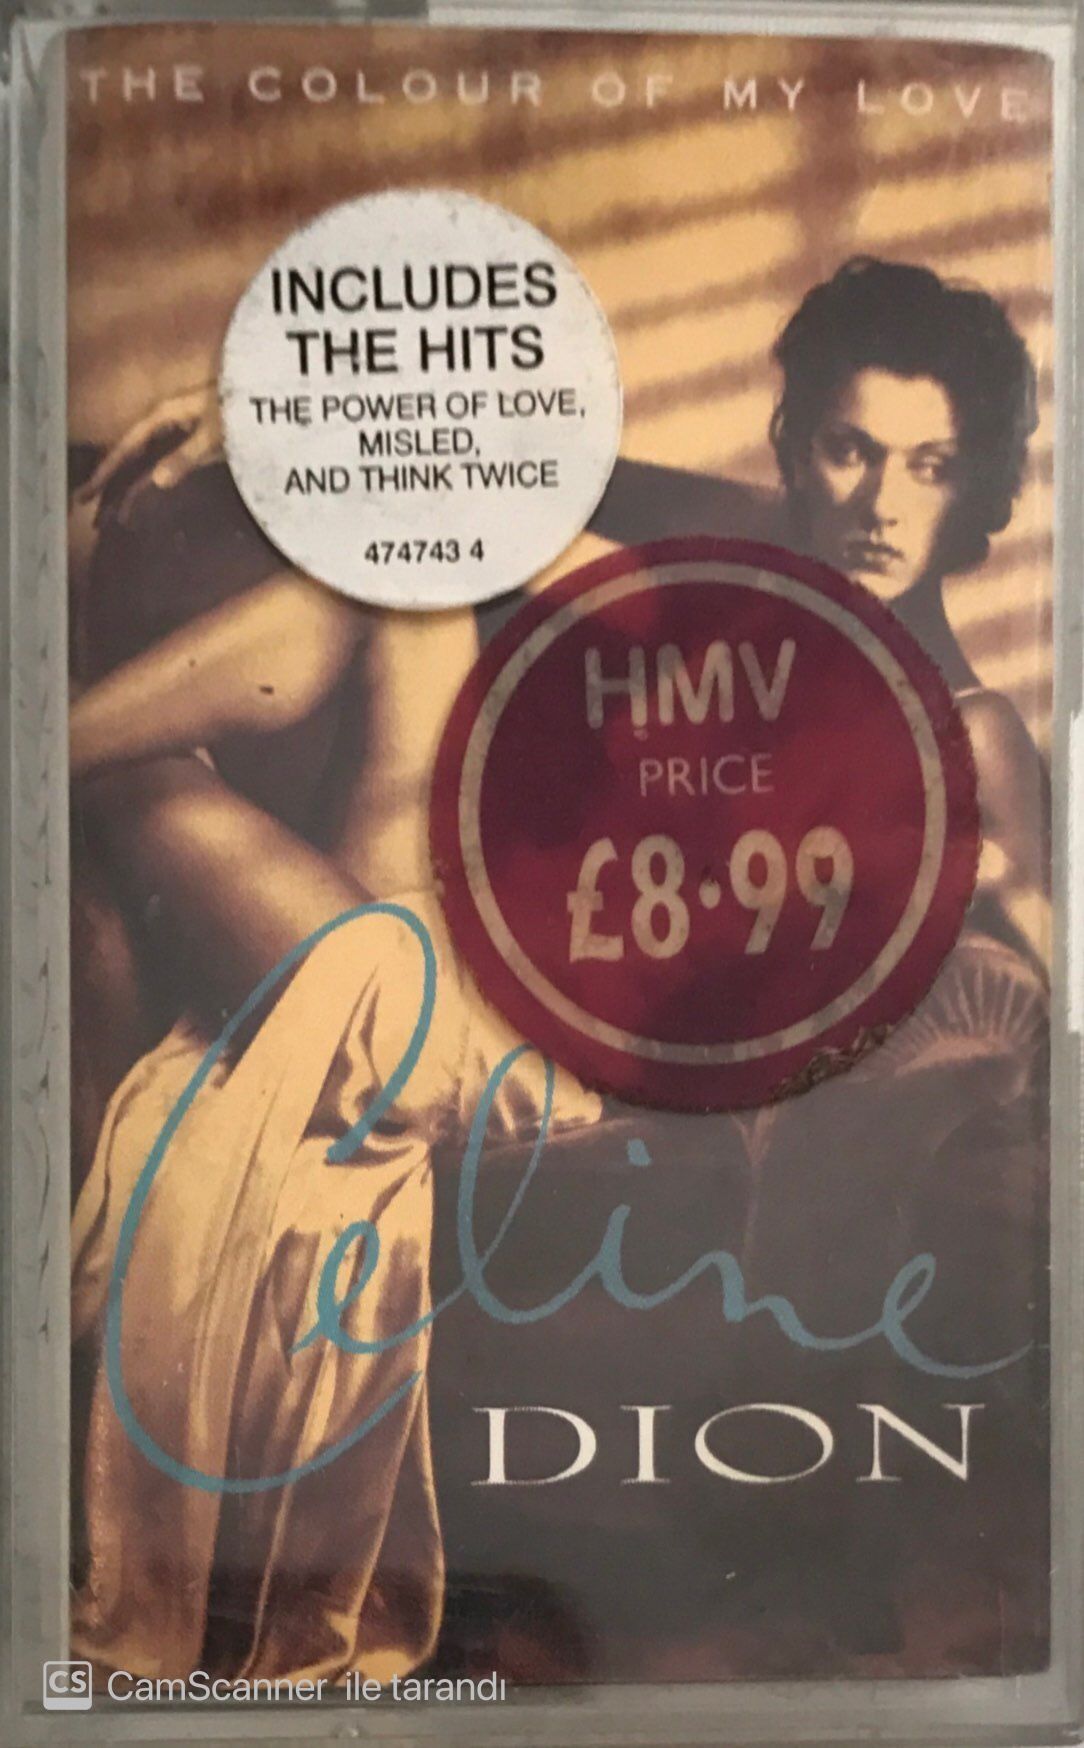 THE COLOUR OF MY LOVE
INCLUDES
THE HITS
THE POWER OF LOVE,
MISLED,
AND THINK TWICE
474743 4
HMV
PRICE
£8·99
Celine
DION
CS CamScanner ile tarandı